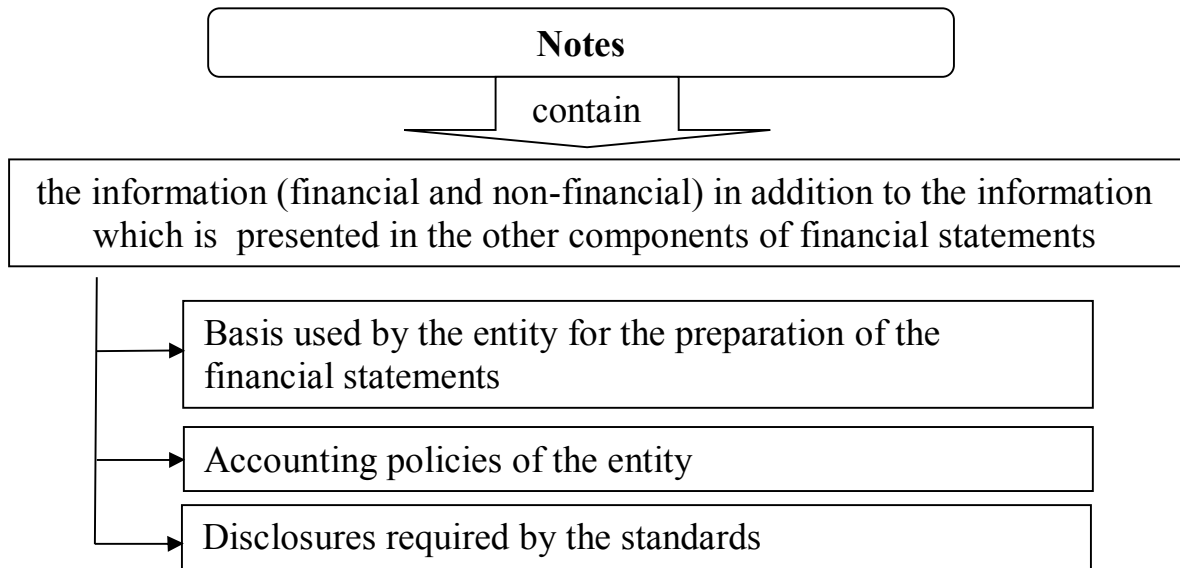 Notes
contain
the information (financial and non-financial) in addition to the information
which is presented in the other components of financial statements
Basis used by the entity for the preparation of the
financial statements
Accounting policies of the entity
Disclosures required by the standards